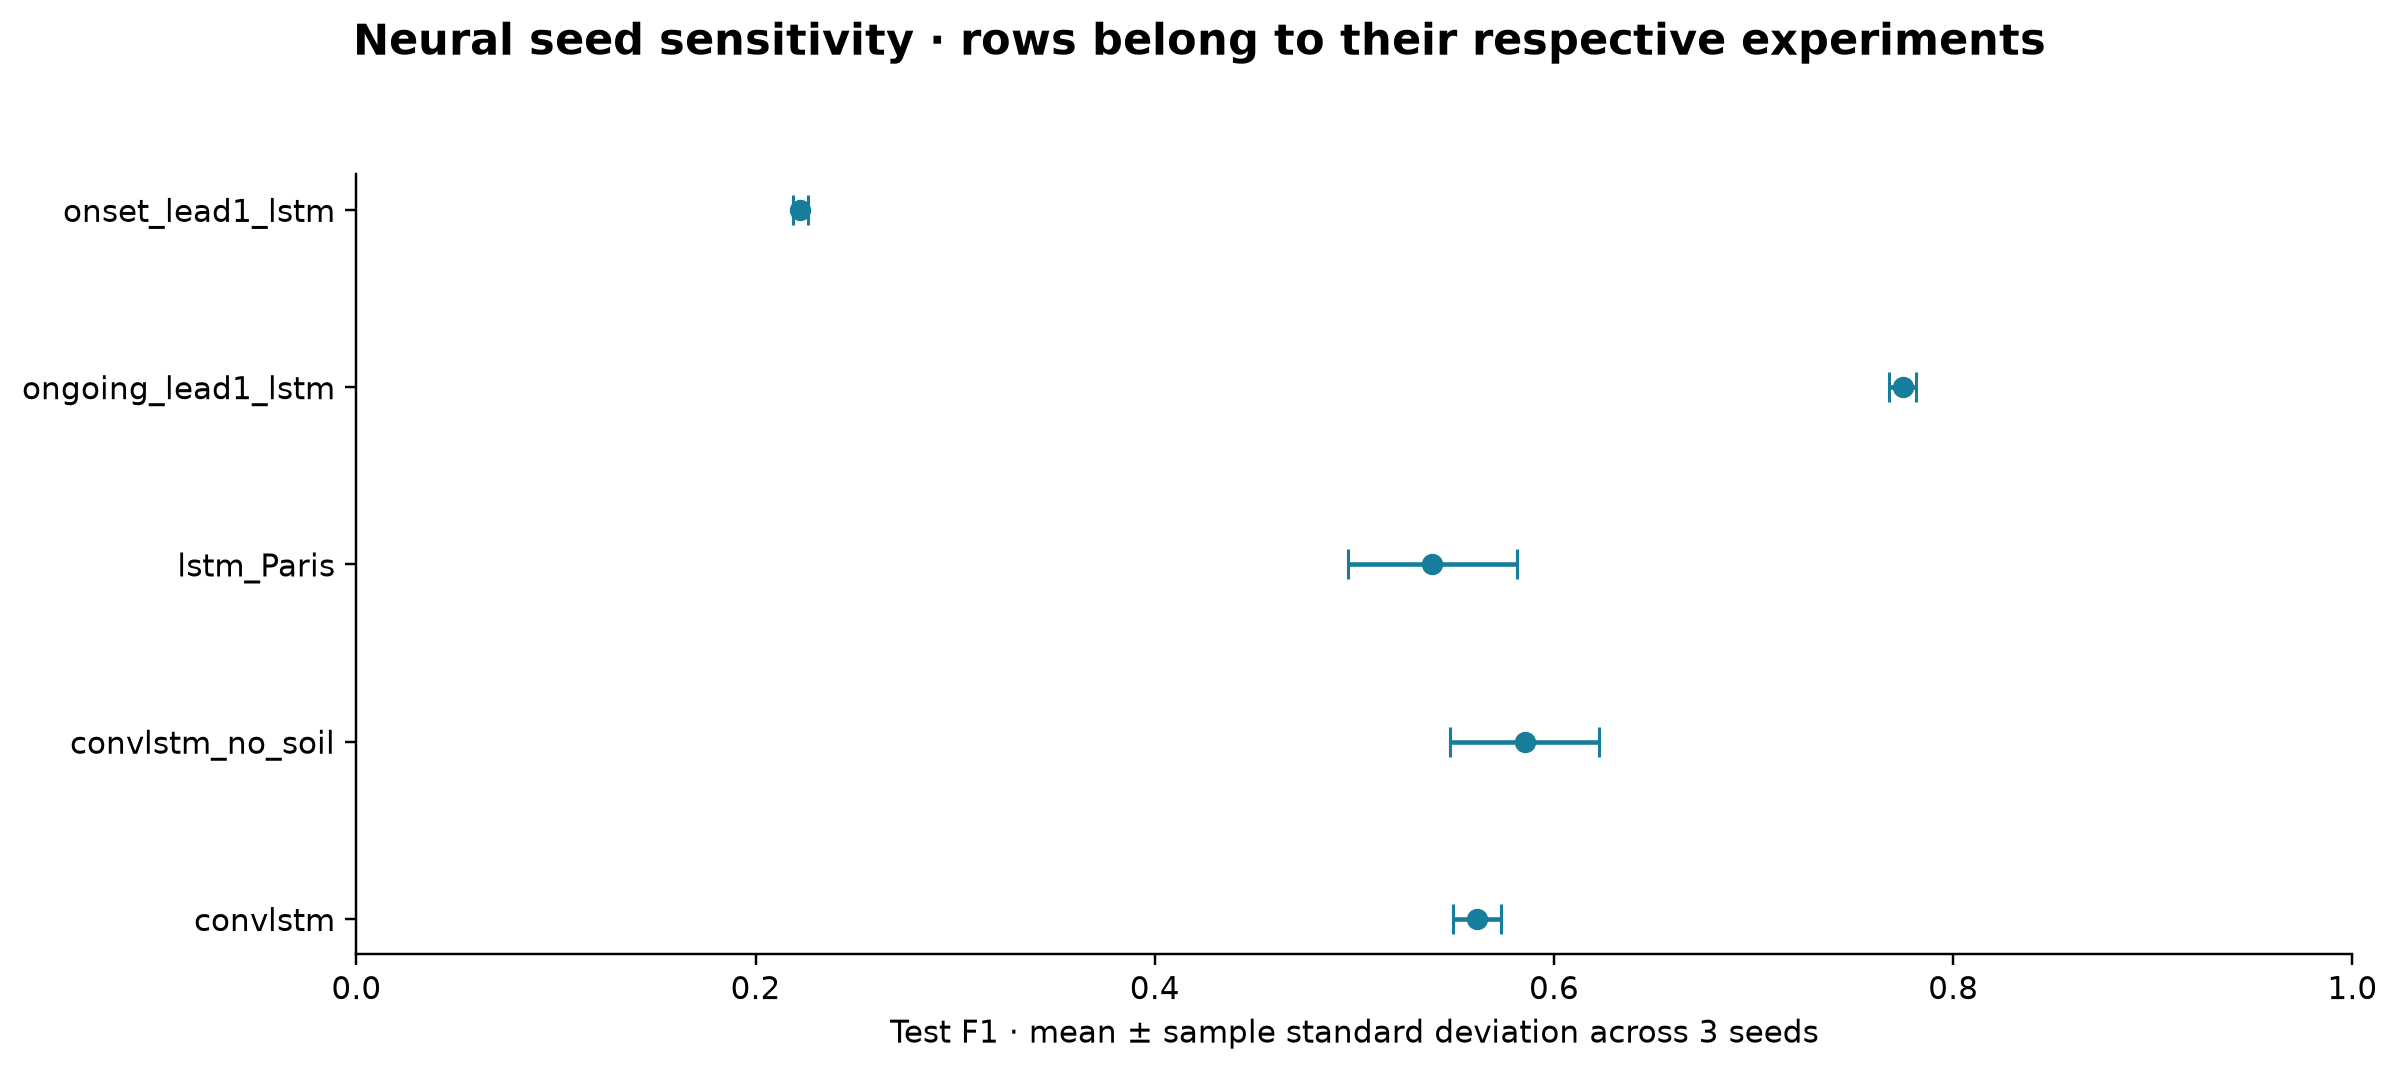 Neural seed sensitivity · rows belong to their respective experiments
onset_lead1_lstm
ongoing_lead1_lstm
lstm_Paris
convlstm_no_soil
convlstm
0.0 0.2 0.4 0.6 0.8 1.0
Test F1 · mean ± sample standard deviation across 3 seeds